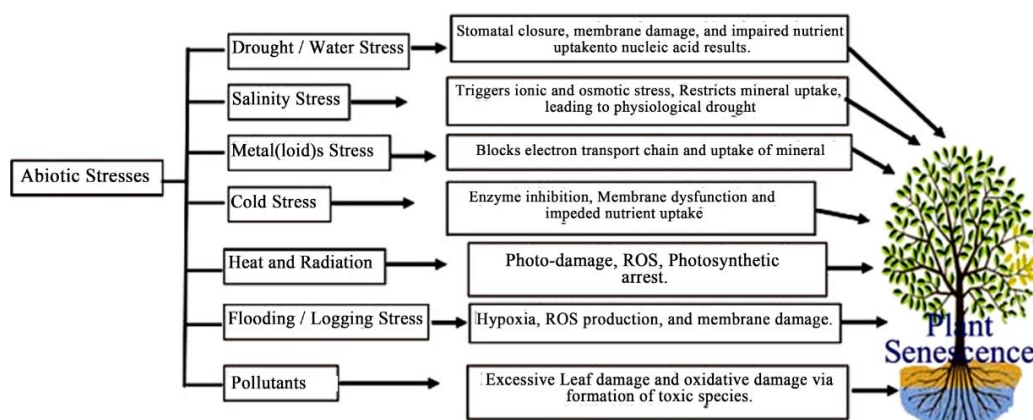 Abiotic Stresses
Drought / Water Stress
Stomatal closure, membrane damage, and impaired nutrient
uptakento nucleic acid results.
Salinity Stress
Triggers ionic and osmotic stress, Restricts mineral uptake,
leading to physiological drought
Metal(loid)s Stress
Blocks electron transport chain and uptake of mineral
Cold Stress
Enzyme inhibition, Membrane dysfunction and
impeded nutrient uptake
Heat and Radiation
Photo-damage, ROS, Photosynthetic
arrest.
Flooding / Logging Stress
Hypoxia, ROS production, and membrane damage.
Pollutants
Excessive Leaf damage and oxidative damage via
formation of toxic species.
Plant
Senescence